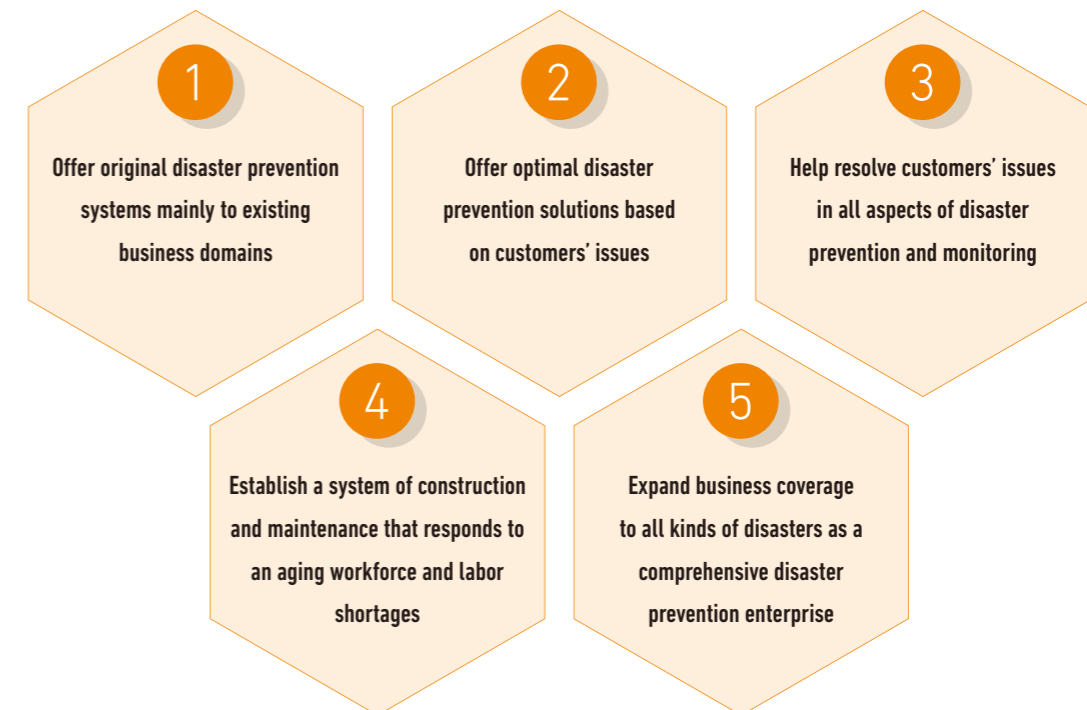 1
Offer original disaster prevention
systems mainly to existing
business domains
2
Offer optimal disaster
prevention solutions based
on customers’ issues
3
Help resolve customers’ issues
in all aspects of disaster
prevention and monitoring
4
Establish a system of construction
and maintenance that responds to
an aging workforce and labor
shortages
5
Expand business coverage
to all kinds of disasters as a
comprehensive disaster
prevention enterprise